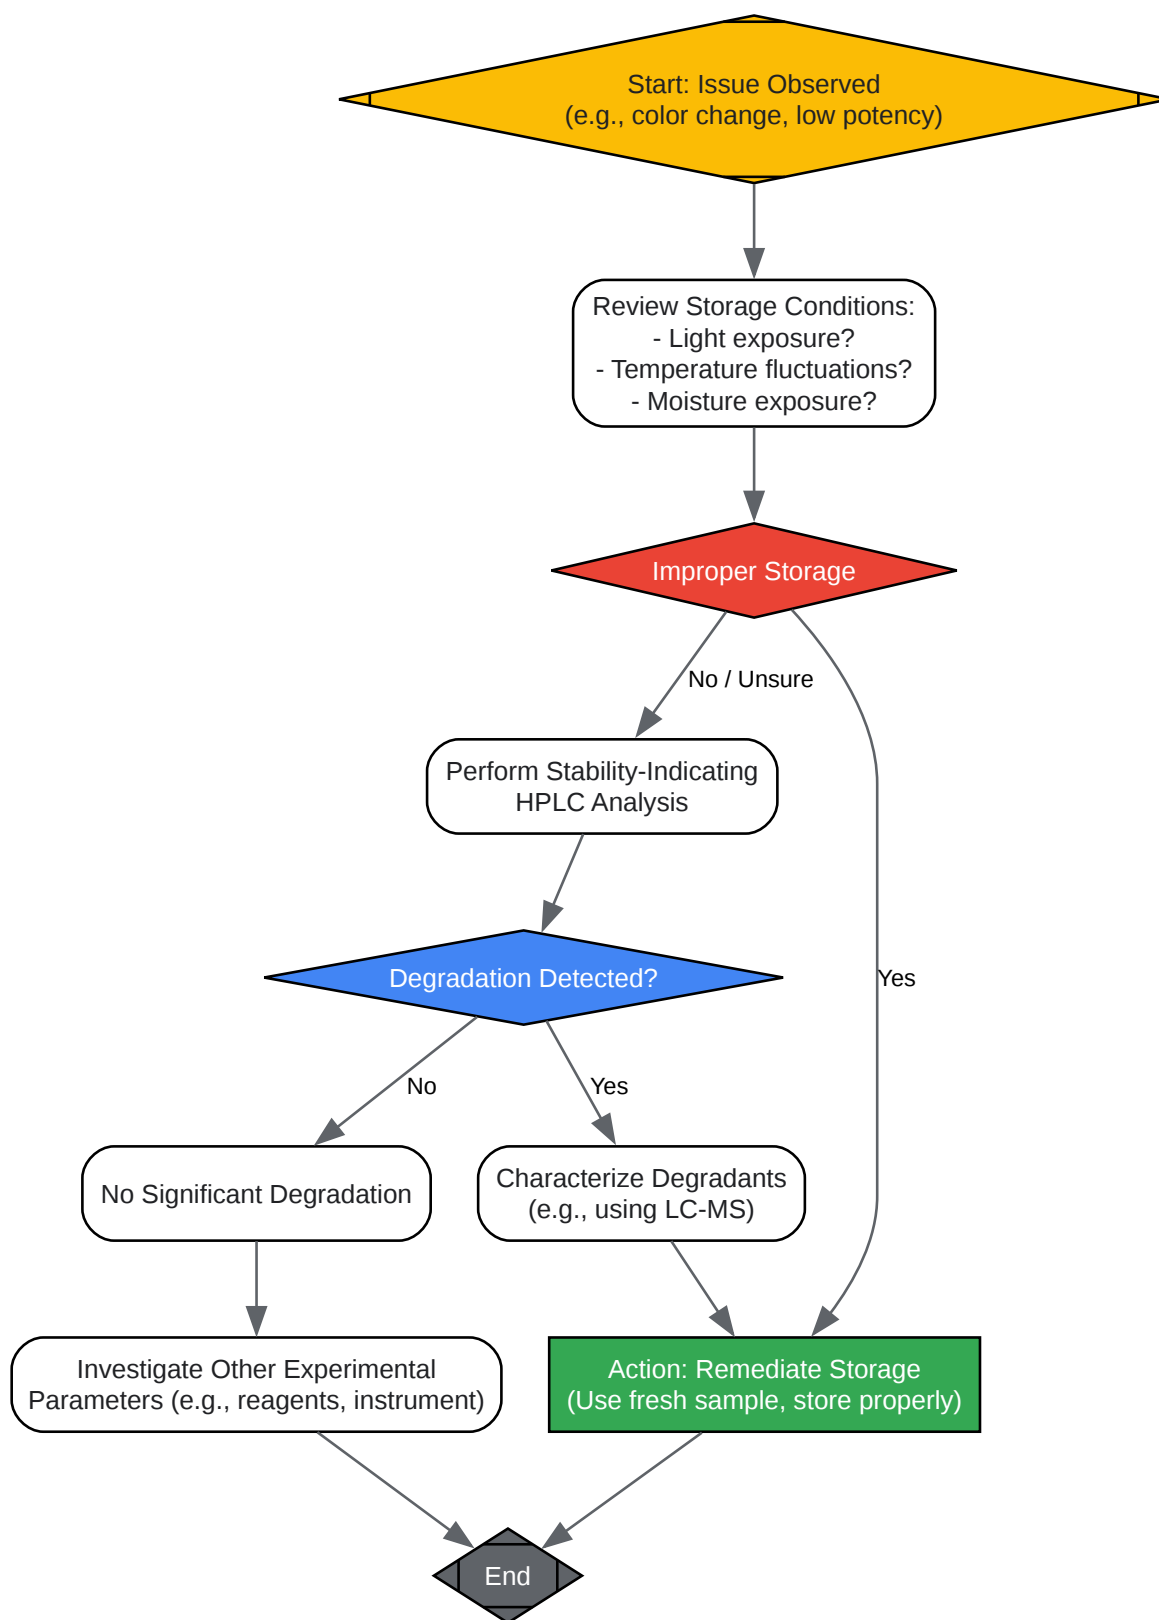 Start: Issue Observed
(e.g., color change, low potency)
Review Storage Conditions:
- Light exposure?
- Temperature fluctuations?
- Moisture exposure?
Improper Storage
No / Unsure
Perform Stability-Indicating
HPLC Analysis
Degradation Detected?
Yes
No
Yes
No Significant Degradation
Characterize Degradants
(e.g., using LC-MS)
Investigate Other Experimental
Parameters (e.g., reagents, instrument)
Action: Remediate Storage
(Use fresh sample, store properly)
End